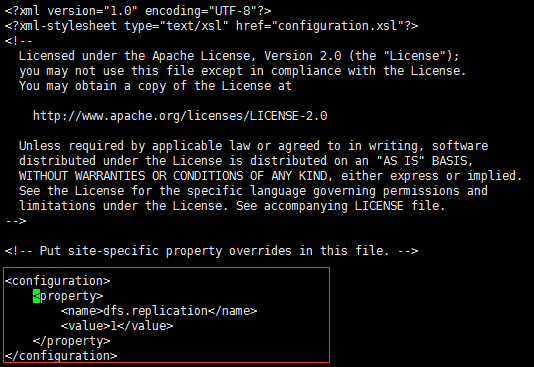 <?xml version="1.0" encoding="UTF-8"?>
<?xml-stylesheet type="text/xsl" href="configuration.xsl"?>
<!--
  Licensed under the Apache License, Version 2.0 (the "License");
  you may not use this file except in compliance with the License.
  You may obtain a copy of the License at

    http://www.apache.org/licenses/LICENSE-2.0

  Unless required by applicable law or agreed to in writing, software
  distributed under the License is distributed on an "AS IS" BASIS,
  WITHOUT WARRANTIES OR CONDITIONS OF ANY KIND, either express or implied.
  See the License for the specific language governing permissions and
  limitations under the License. See accompanying LICENSE file.
-->

<!-- Put site-specific property overrides in this file. -->

<configuration>
    <property>
        <name>dfs.replication</name>
        <value>1</value>
    </property>
</configuration>